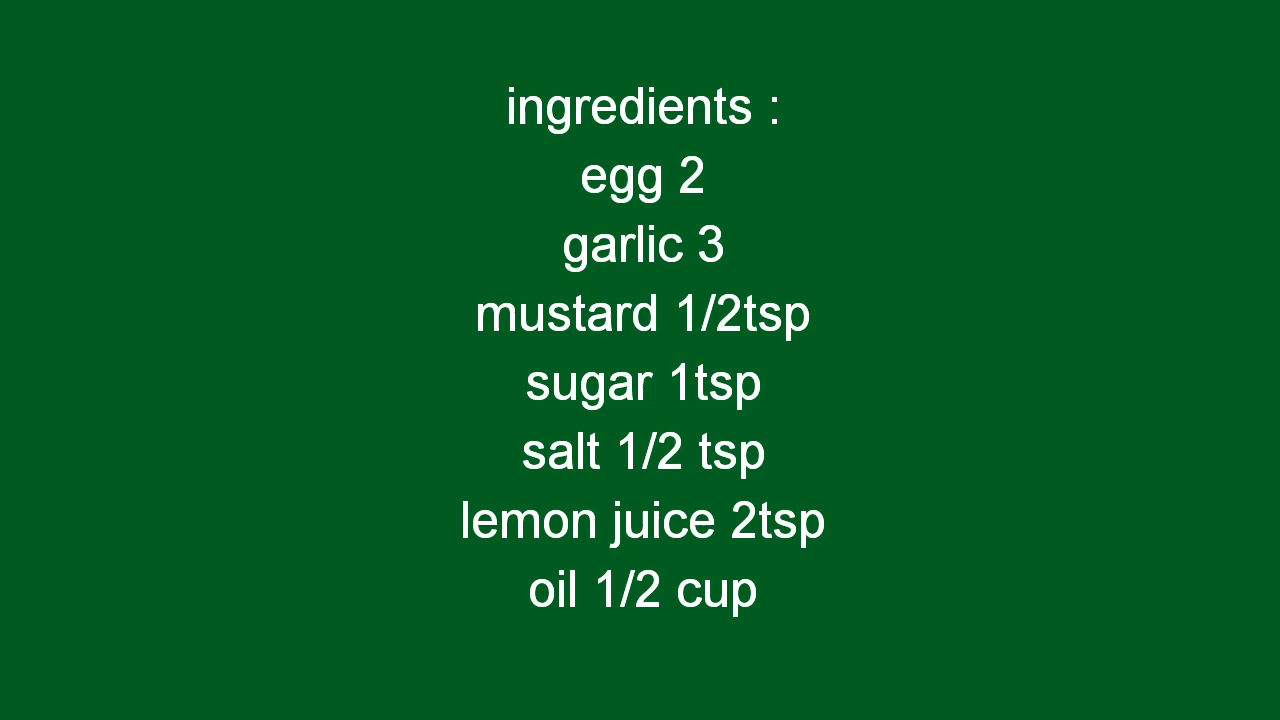 ingredients :
egg 2
garlic 3
mustard 1/2tsp
sugar 1tsp
salt 1/2 tsp
lemon juice 2tsp
oil 1/2 cup